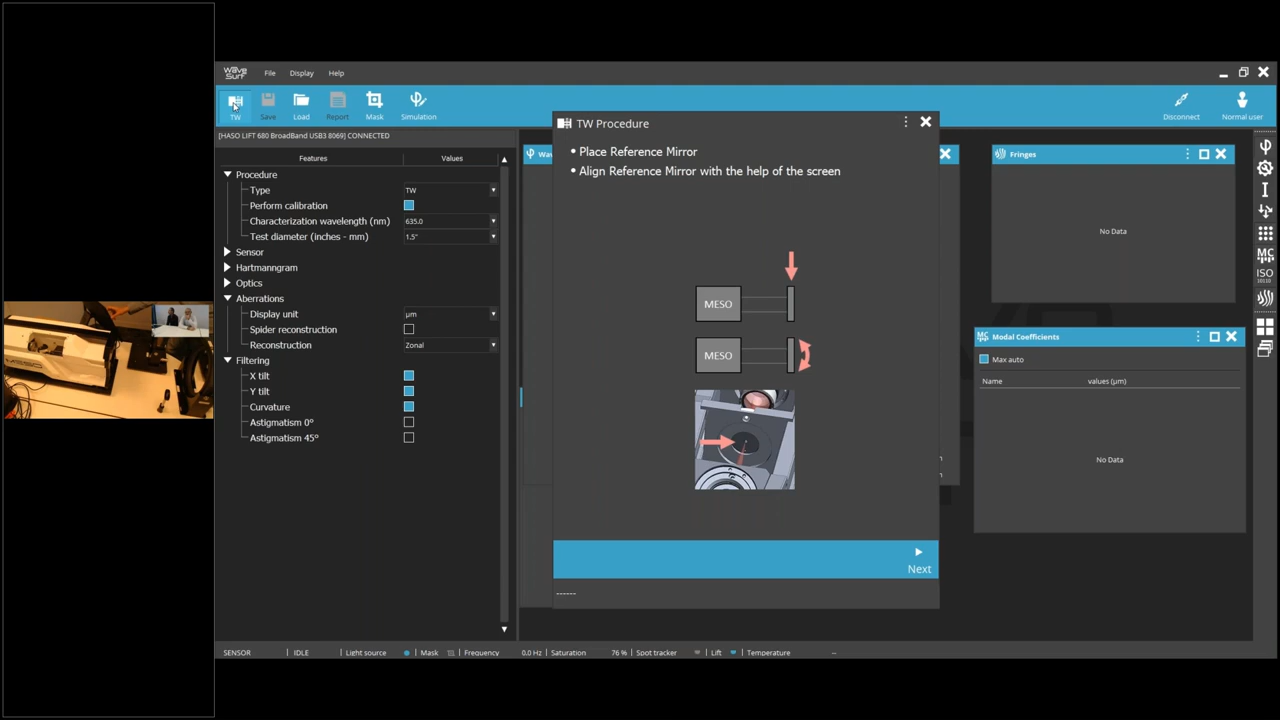 WAVE
SURF
File Display Help
TW Save Load Report Mask Simulation Disconnect Normal user
[HASO LIFT 680 BroadBand USB3 8069] CONNECTED
Features Values
Procedure
Type TW
Perform calibration
Characterization wavelength (nm) 635.0
Test diameter (inches - mm) 1.5"
Sensor
Hartmanngram
Optics
Aberrations
Display unit µm
Spider reconstruction
Reconstruction Zonal
Filtering
X tilt
Y tilt
Curvature
Astigmatism 0°
Astigmatism 45°
Wav
TW Procedure
• Place Reference Mirror
• Align Reference Mirror with the help of the screen
MESO
MESO
Next
------
Fringes
No Data
Modal Coefficients
Max auto
Name values (µm)
No Data
MC
ISO
10110
SENSOR IDLE Light source Mask Frequency 0.0 Hz Saturation 76 % Spot tracker Lift Temperature --